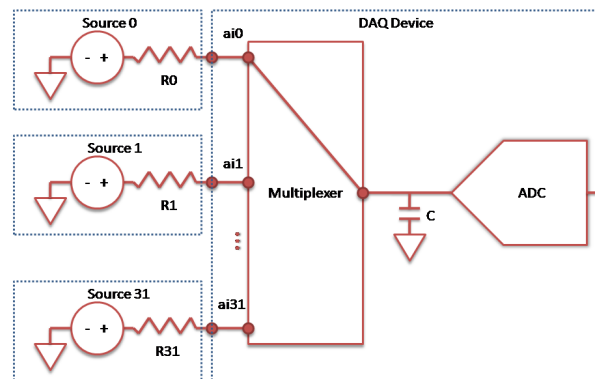 Source 0
- +
R0
ai0
DAQ Device
Source 1
- +
R1
ai1
Multiplexer
ADC
C
Source 31
- +
R31
ai31